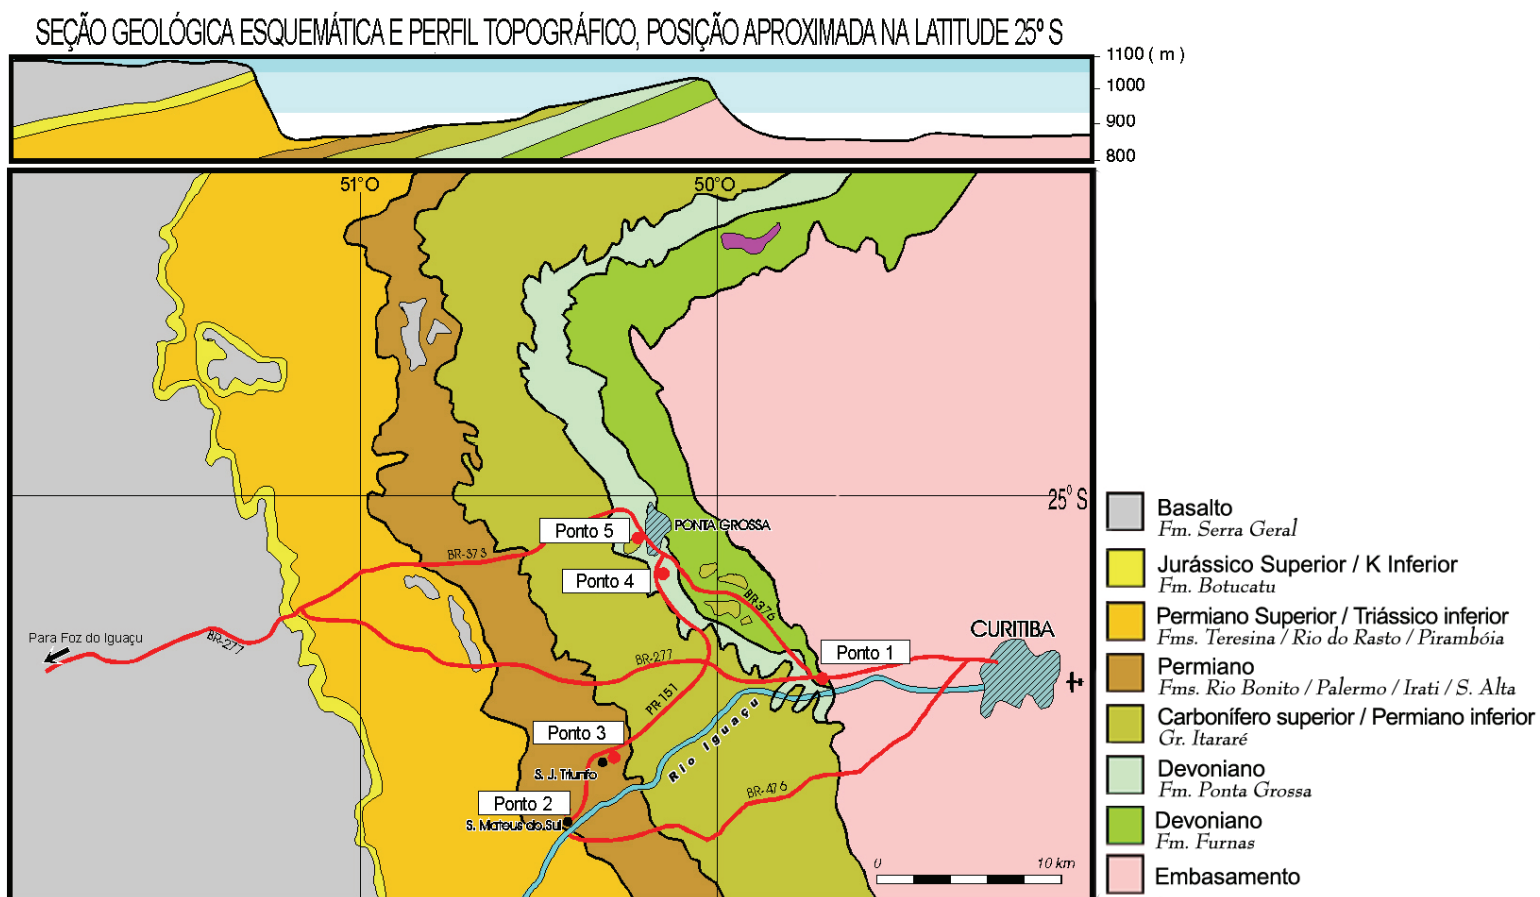 SEÇÃO GEOLÓGICA ESQUEMÁTICA E PERFIL TOPOGRÁFICO, POSIÇÃO APROXIMADA NA LATITUDE 25º S
1100 ( m )
1000
900
800
51°O
50°O
25º S
Ponto 5
PONTA GROSSA
BR-373
Ponto 4
BR-376
Para Foz do Iguaçu
BR-277
CURITIBA
Ponto 1
BR-277
PR-151
Rio Iguaçu
Ponto 3
S. J. Triunfo
BR-476
Ponto 2
S. Mateus do Sul
0
10 km
Basalto
Fm. Serra Geral
Jurássico Superior / K Inferior
Fm. Botucatu
Permiano Superior / Triássico inferior
Fms. Teresina / Rio do Rasto / Pirambóia
Permiano
Fms. Rio Bonito / Palermo / Irati / S. Alta
Carbonífero superior / Permiano inferior
Gr. Itararé
Devoniano
Fm. Ponta Grossa
Devoniano
Fm. Furnas
Embasamento